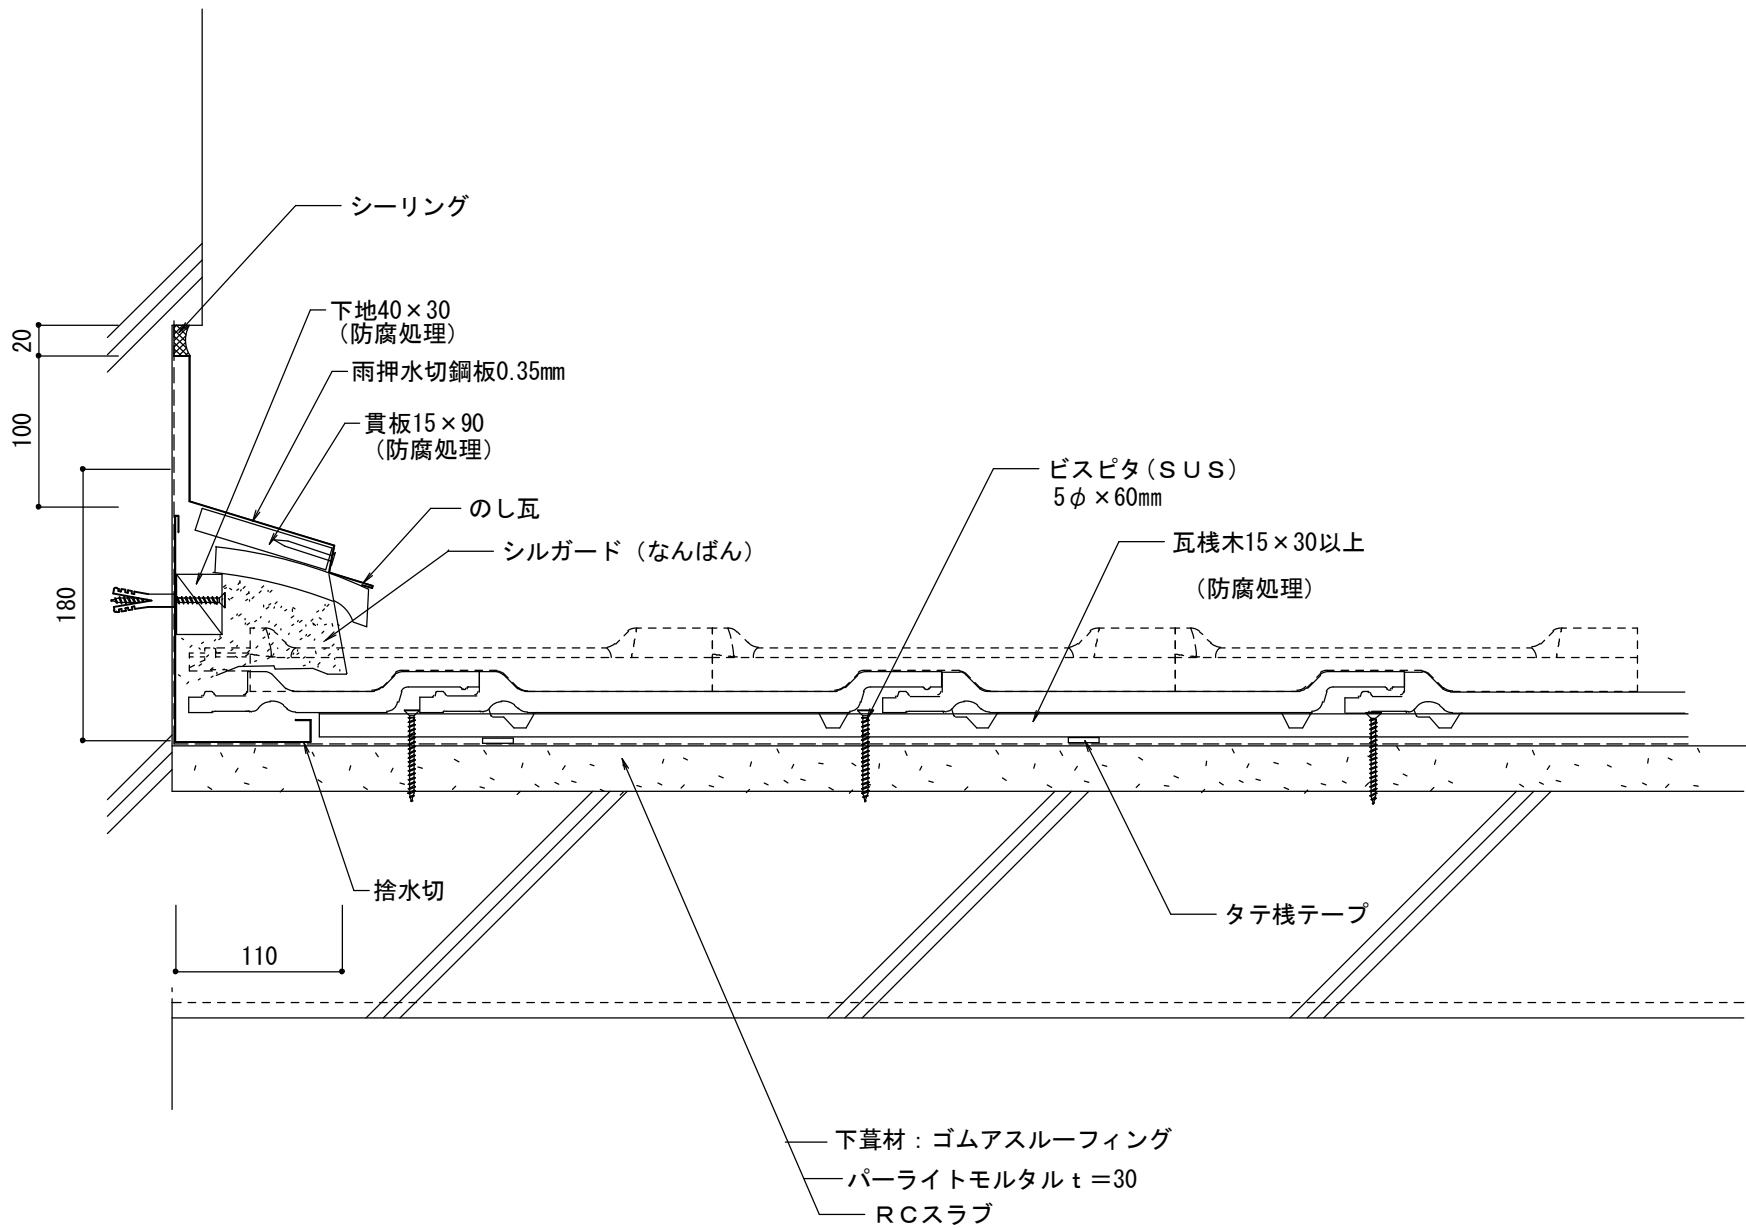 シーリング
下地40×30
(防腐処理)
雨押水切鋼板0.35mm
貫板15×90
(防腐処理)
のし瓦
シルガード(なんばん)
ビスピタ(SUS)
5φ×60mm
瓦桟木15×30以上
(防腐処理)
20
100
180
捨水切
タテ桟テープ
110
下葺材:ゴムアスルーフィング
パーライトモルタルt=30
RCスラブ